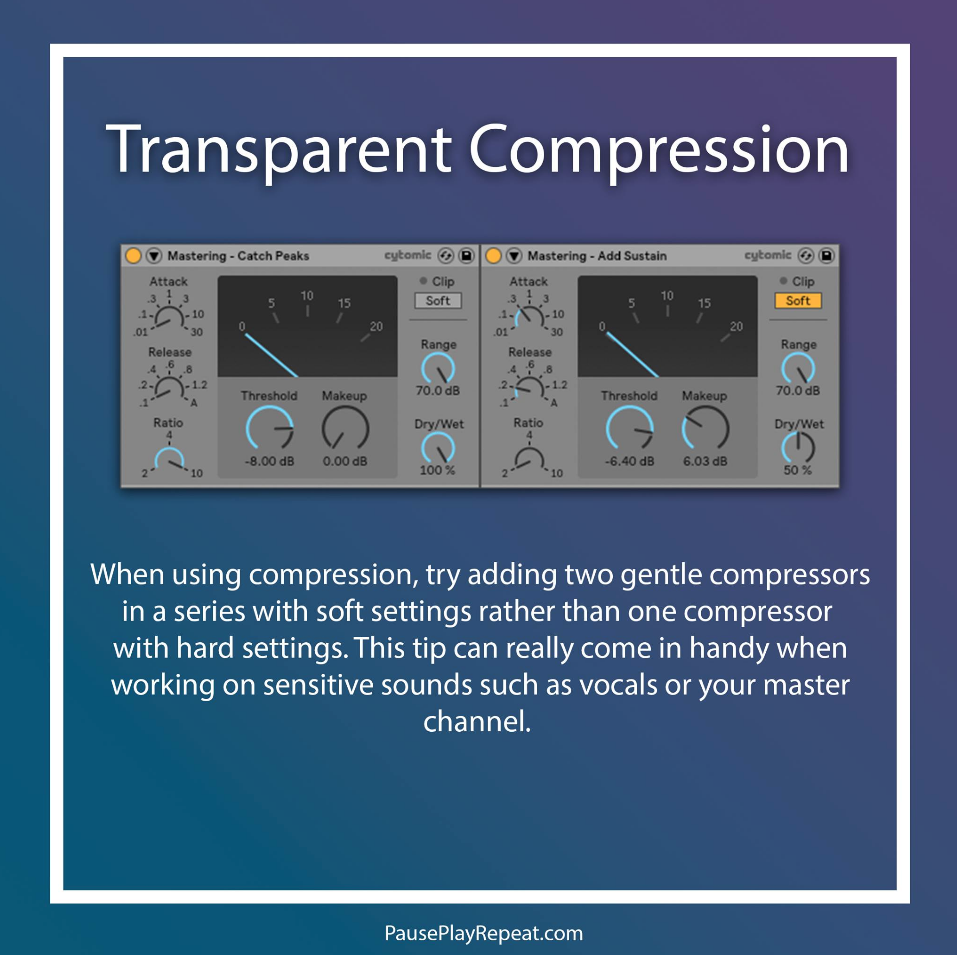 Transparent Compression
Mastering - Catch Peaks cytomic
Attack
.01 .1 .3 1 3 10 30
Release
.1 .2 .4 .6 .8 1.2 A
Ratio
2 4 10
0 5 10 15 20
Threshold
-8.00 dB
Makeup
0.00 dB
Clip
Soft
Range
70.0 dB
Dry/Wet
100 %
Mastering - Add Sustain cytomic
Attack
.01 .1 .3 1 3 10 30
Release
.1 .2 .4 .6 .8 1.2 A
Ratio
2 4 10
0 5 10 15 20
Threshold
-6.40 dB
Makeup
6.03 dB
Clip
Soft
Range
70.0 dB
Dry/Wet
50 %
When using compression, try adding two gentle compressors
in a series with soft settings rather than one compressor
with hard settings. This tip can really come in handy when
working on sensitive sounds such as vocals or your master
channel.
PausePlayRepeat.com